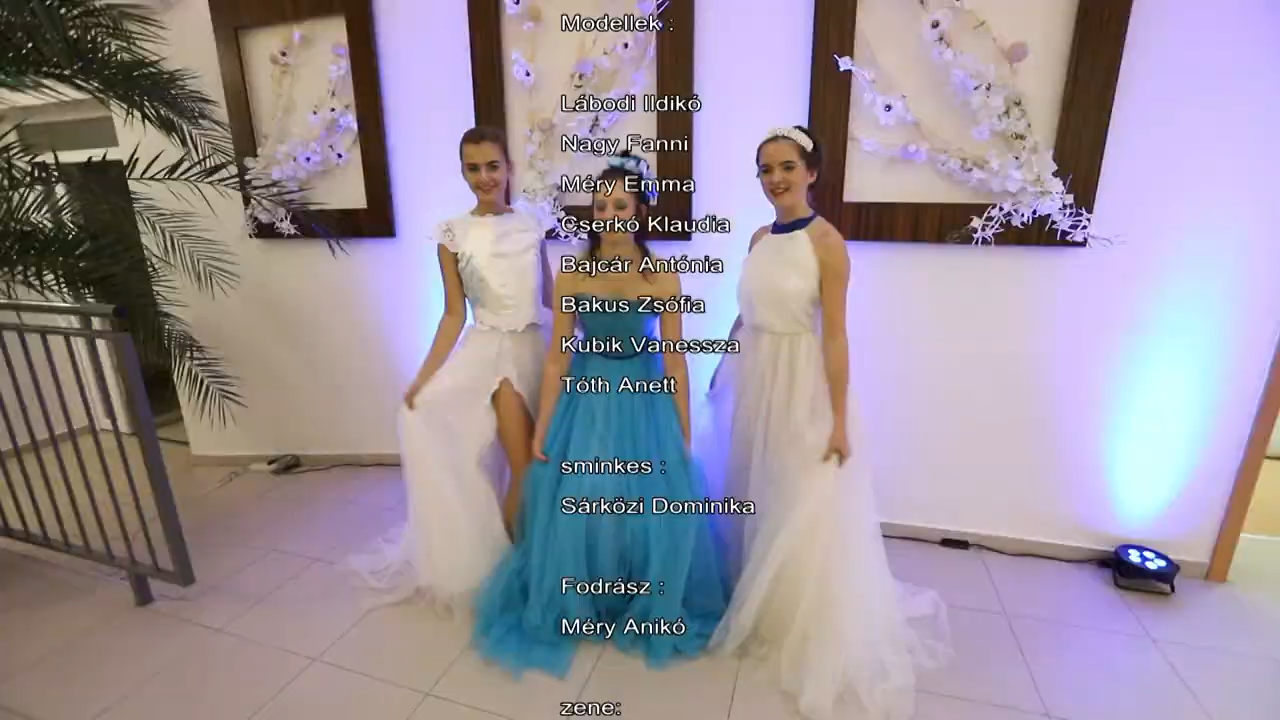 Modellek :
Lábodi Ildikó
Nagy Fanni
Méry Emma
Cserkó Klaudia
Bajcár Antónia
Bakus Zsófia
Kubik Vanessza
Tóth Anett
sminkes :
Sárközi Dominika
Fodrász :
Méry Anikó
zene: